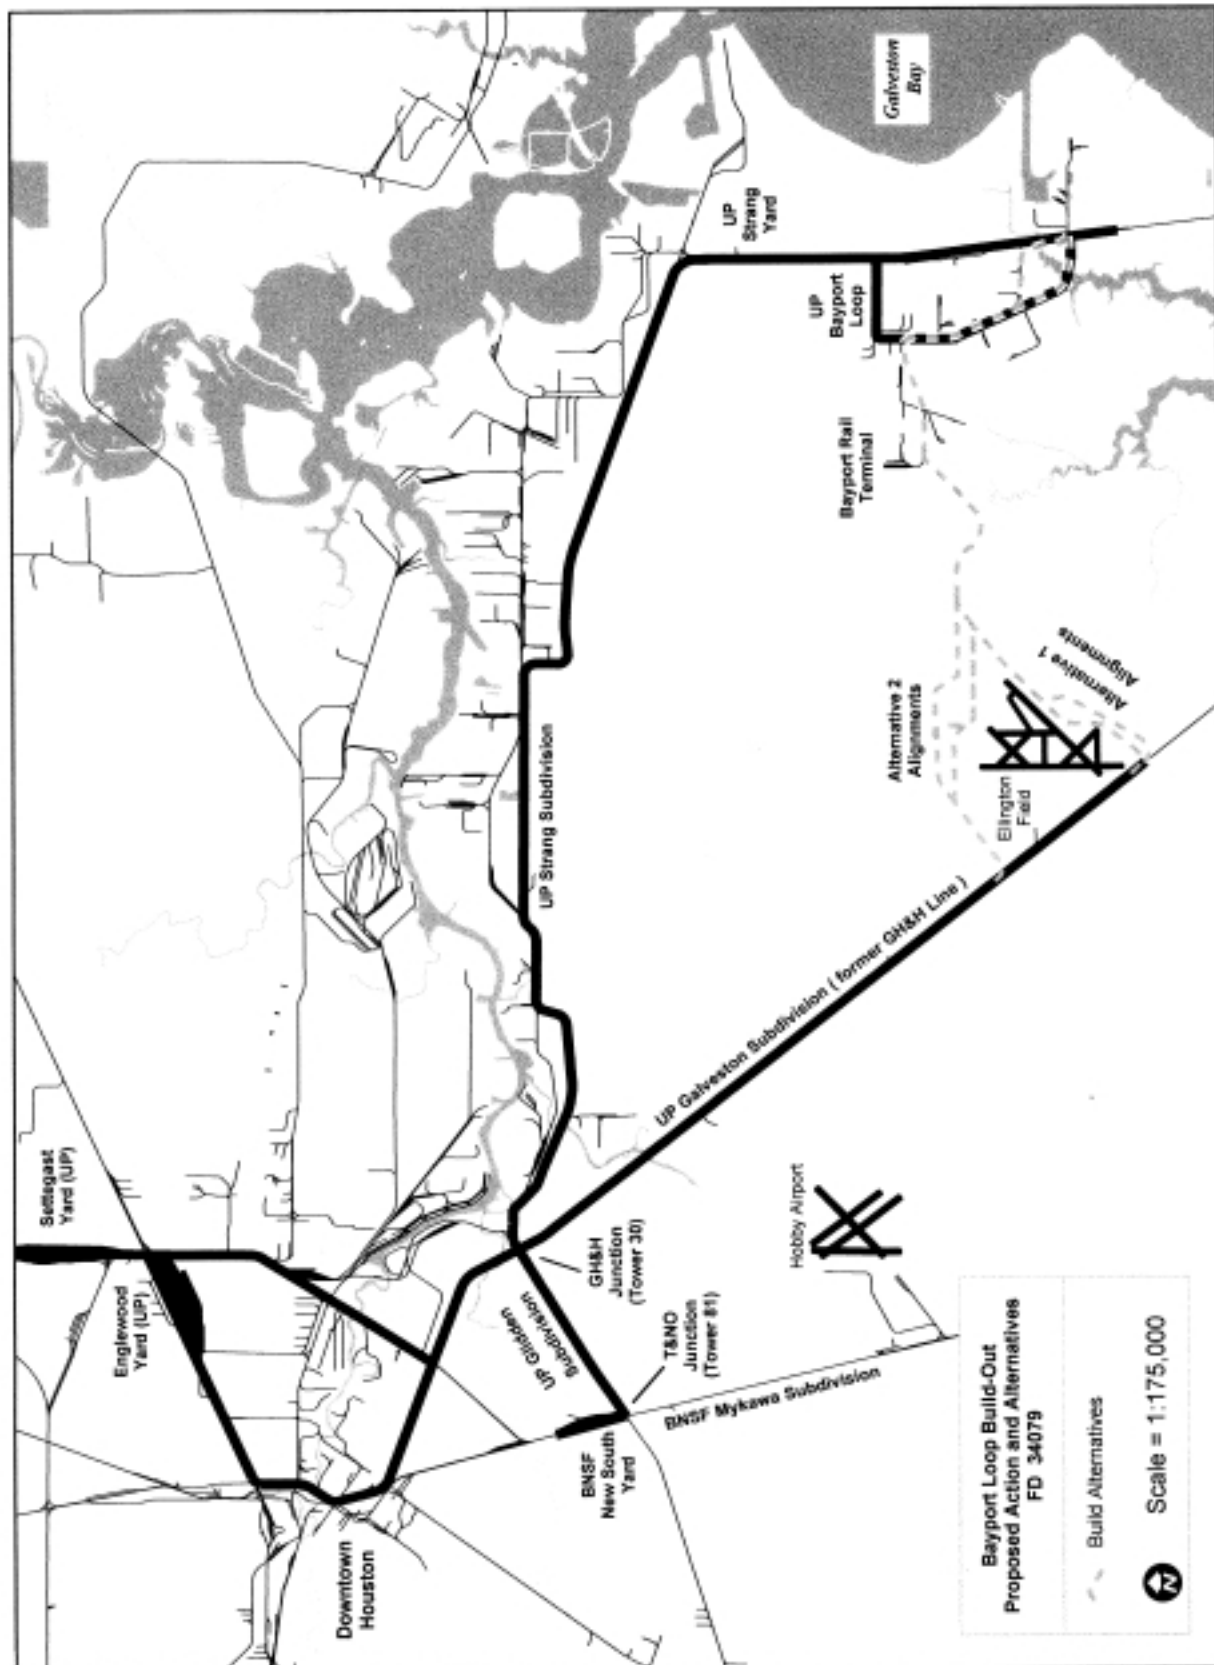 Settegast
Yard (UP)
Englewood
Yard (UP)
Downtown
Houston
Galveston
Bay
UP
Strang
Yard
UP
Bayport
Loop
Bayport Rail
Terminal
UP Strang Subdivision
Alternative 2
Alignments
Alternative 1
Alignments
Ellington
Field
UP Galveston Subdivision ( former GH&H Line )
GH&H
Junction
(Tower 30)
UP Glidden
Subdivision
T&NO
Junction
(Tower 81)
BNSF
New South
Yard
BNSF Mykawa Subdivision
Hobby Airport
Bayport Loop Build-Out
Proposed Action and Alternatives
FD 34079
Build Alternatives
N
Scale = 1:175,000